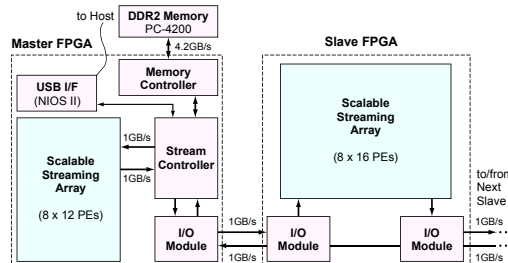 to Host
DDR2 Memory
PC-4200
Master FPGA
4.2GB/s
Slave FPGA
USB I/F
(NIOS II)
Memory
Controller
Scalable
Streaming
Array
(8 x 16 PEs)
1GB/s
1GB/s
Stream
Controller
Scalable
Streaming
Array
(8 x 12 PEs)
to/from
Next
Slave
I/O
Module
1GB/s
1GB/s
I/O
Module
I/O
Module
1GB/s
1GB/s